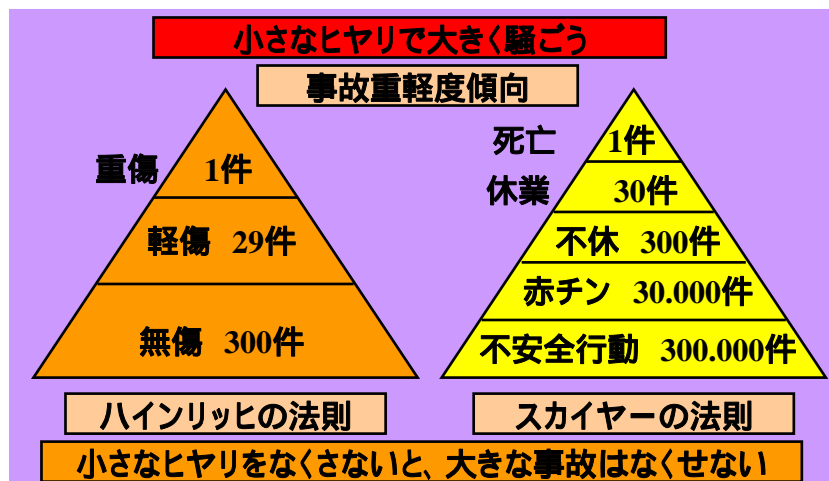 小さなヒヤリで大きく騒ごう
事故重軽度傾向
重傷 1件
軽傷 29件
無傷 300件
ハインリッヒの法則
死亡 1件
休業 30件
不休 300件
赤チン 30.000件
不安全行動 300.000件
スカイヤーの法則
小さなヒヤリをなくさないと、大きな事故はなくせない